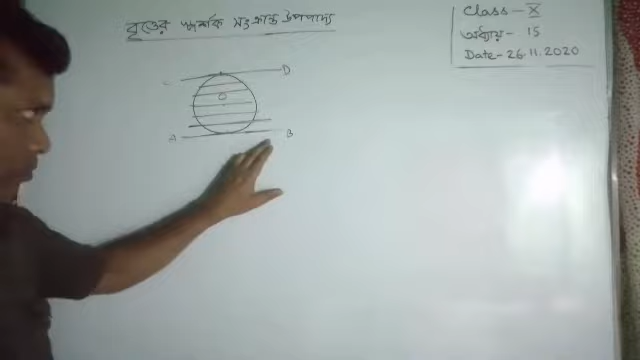 বৃত্তের স্পর্শক সংক্রান্ত উপপাদ্য
Class - X
অধ্যায় - 15
Date - 26.11.2020
D
O
A
B